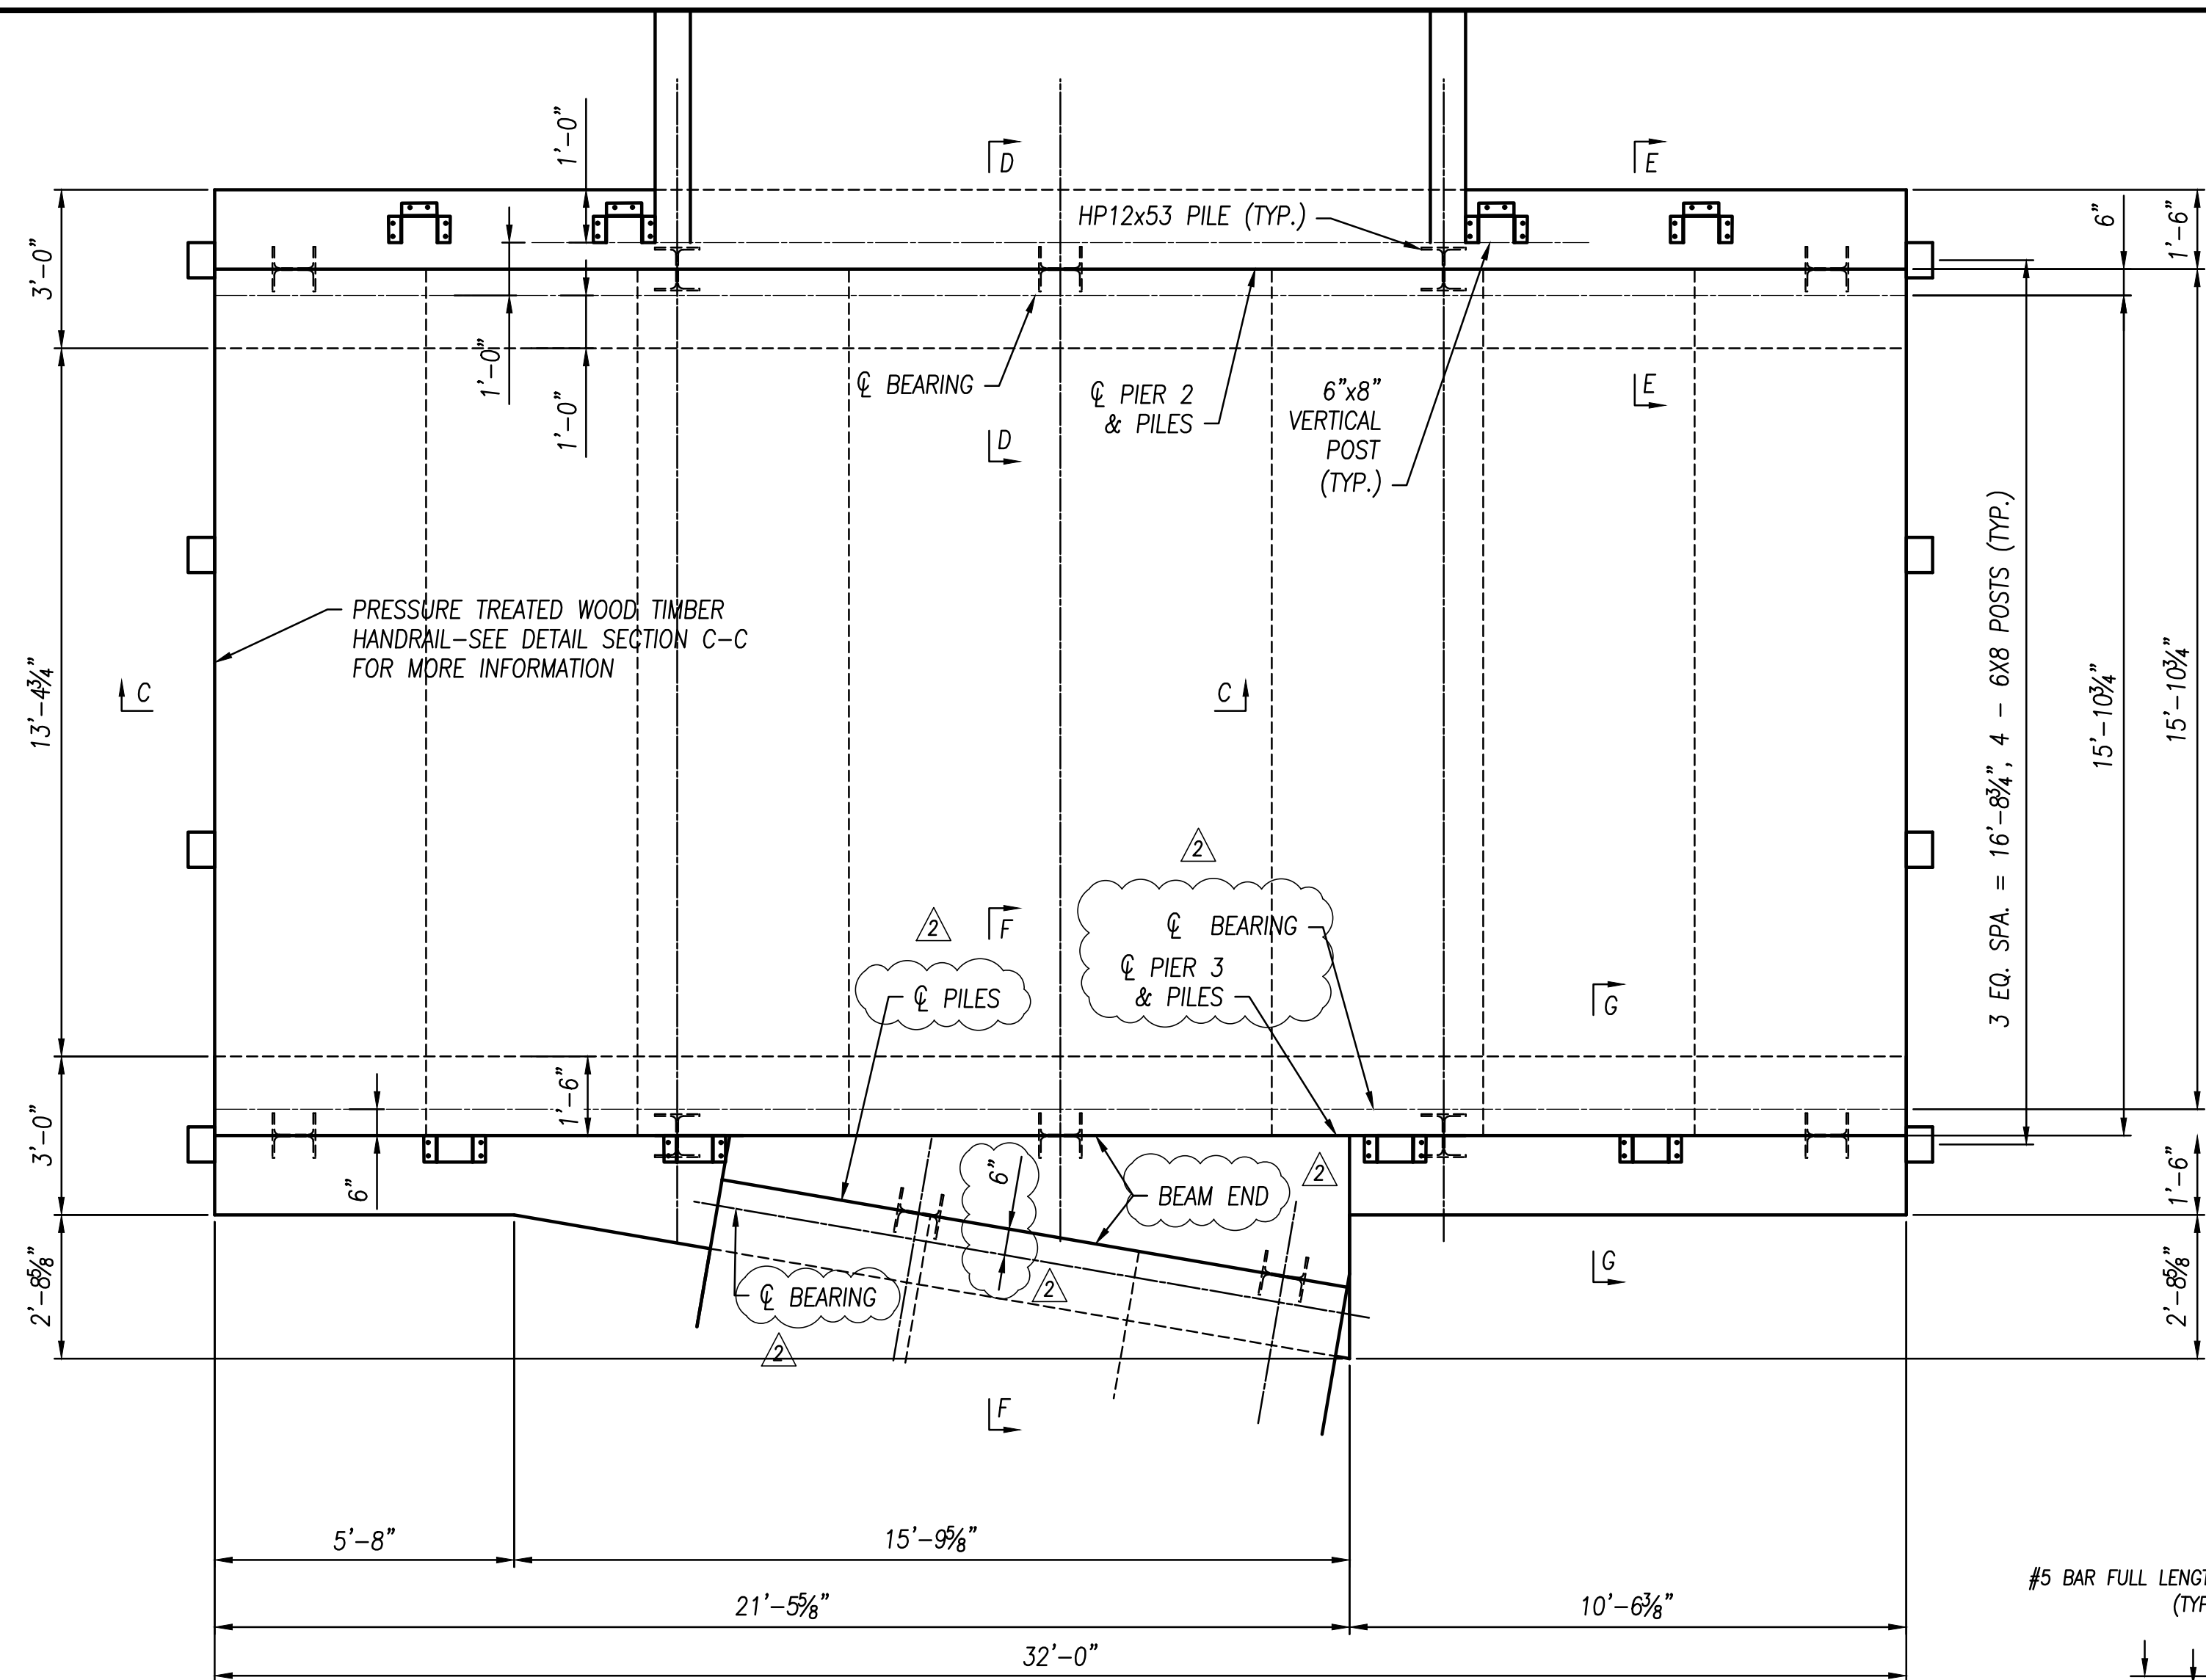 1'-0"
D
E
HP12x53 PILE (TYP.)
6"
1'-6"
3'-0"
1'-0"
1'-0"
℄ BEARING
℄ PIER 2
& PILES
6"x8"
VERTICAL
POST
(TYP.)
E
D
PRESSURE TREATED WOOD TIMBER
HANDRAIL-SEE DETAIL SECTION C-C
FOR MORE INFORMATION
C
C
13'-4¾"
3 EQ. SPA. = 16'-8¾", 4 - 6X8 POSTS (TYP.)
15'-10¾"
15'-10¾"
2
2
F
℄ BEARING
℄ PIER 3
& PILES
℄ PILES
G
1'-6"
3'-0"
6"
6"
2
BEAM END
1'-6"
2'-8⅝"
G
2'-8⅝"
℄ BEARING
2
2
F
5'-8"
15'-9⅝"
21'-5⅝"
10'-6⅜"
32'-0"
#5 BAR FULL LENGT
(TYP